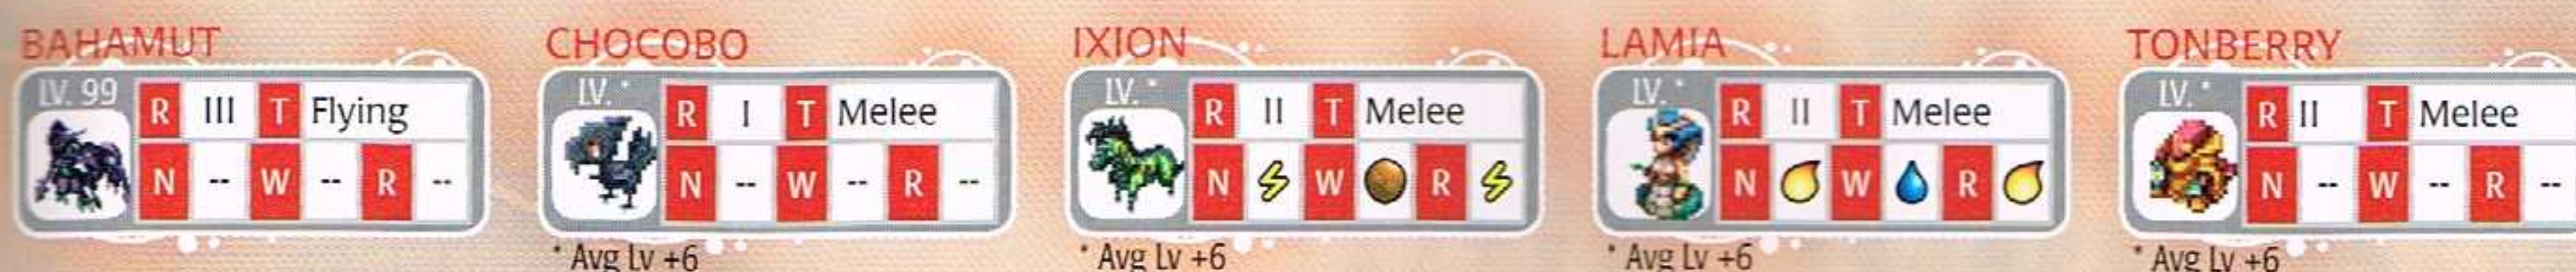 BAHAMUT
LV. 99
R III T Flying
N -- W -- R --
CHOCOBO
LV. *
R I T Melee
N -- W -- R --
* Avg Lv +6
IXION
LV. *
R II T Melee
N W R
* Avg Lv +6
LAMIA
LV. *
R II T Melee
N W R
* Avg Lv +6
TONBERRY
LV. *
R II T Melee
N -- W -- R --
* Avg Lv +6